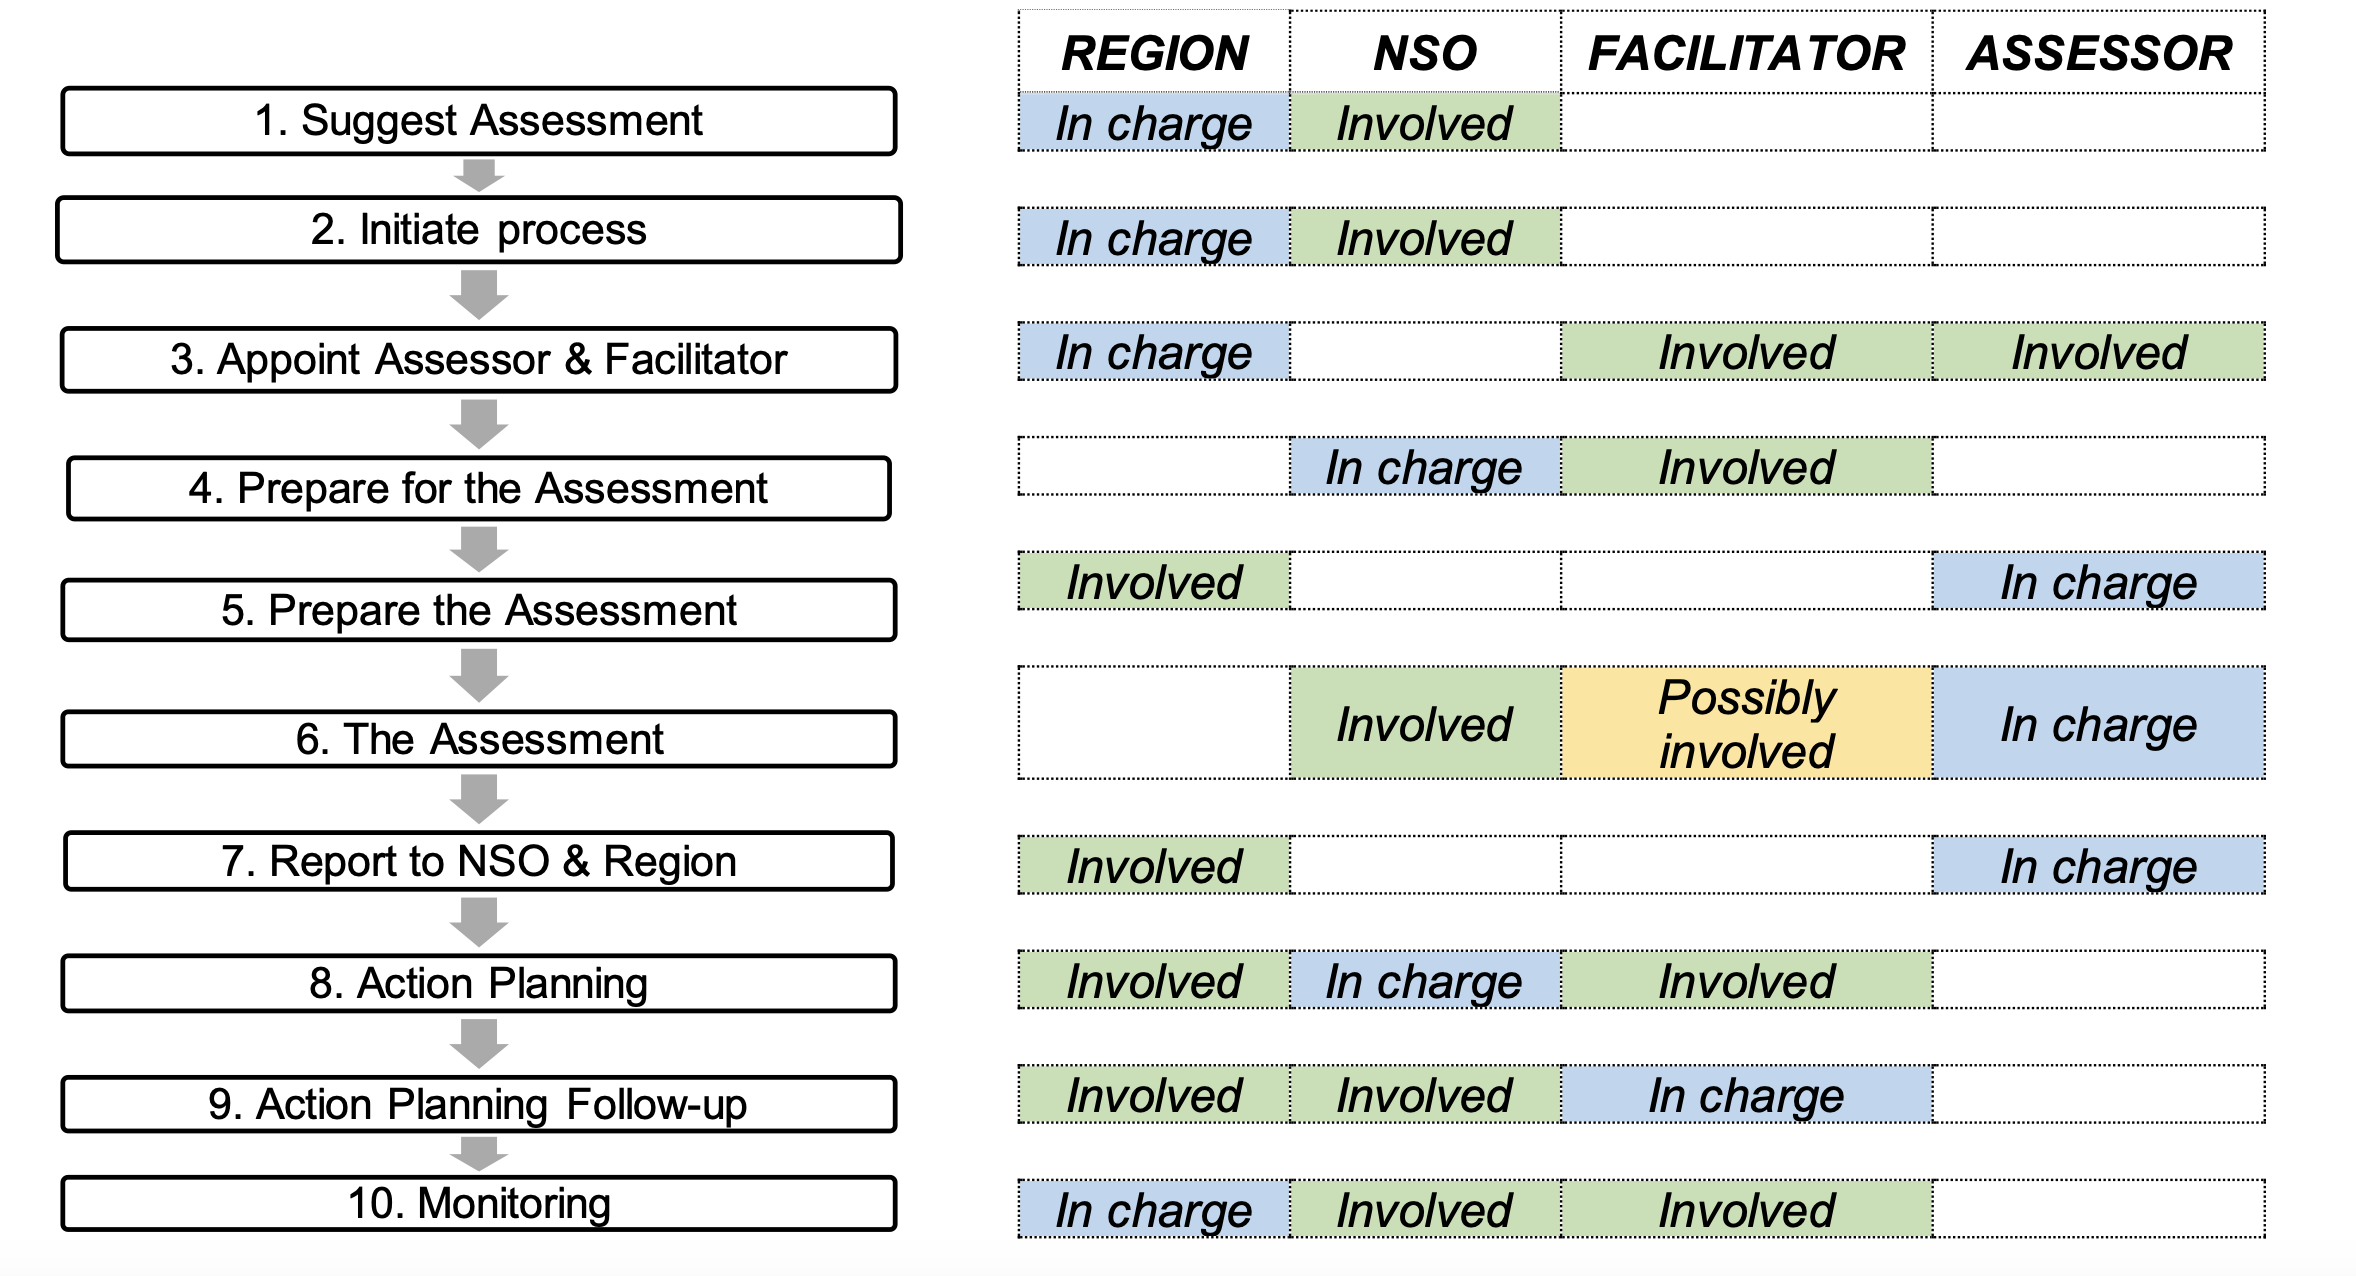 REGION NSO FACILITATOR ASSESSOR
1. Suggest Assessment In charge Involved
2. Initiate process In charge Involved
3. Appoint Assessor & Facilitator In charge Involved Involved
4. Prepare for the Assessment In charge Involved
5. Prepare the Assessment Involved In charge
6. The Assessment Involved Possibly involved In charge
7. Report to NSO & Region Involved In charge
8. Action Planning Involved In charge Involved
9. Action Planning Follow-up Involved Involved In charge
10. Monitoring In charge Involved Involved